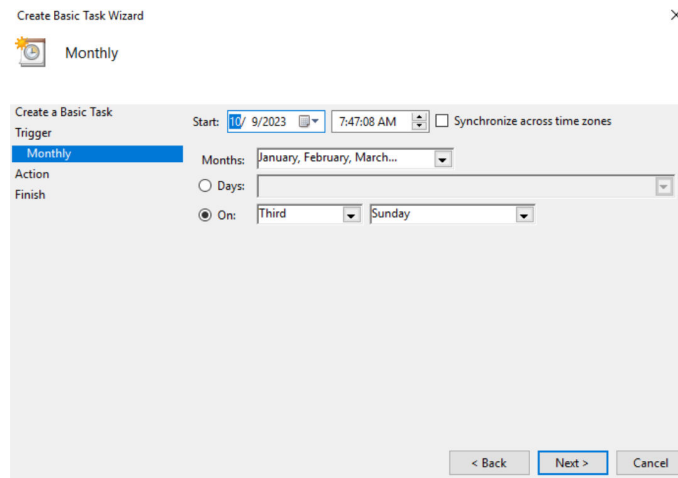 Create Basic Task Wizard
Monthly
Create a Basic Task
Trigger
Monthly
Action
Finish
Start: 10/ 9/2023 7:47:08 AM Synchronize across time zones
Months: January, February, March...
Days:
On: Third Sunday
< Back Next > Cancel